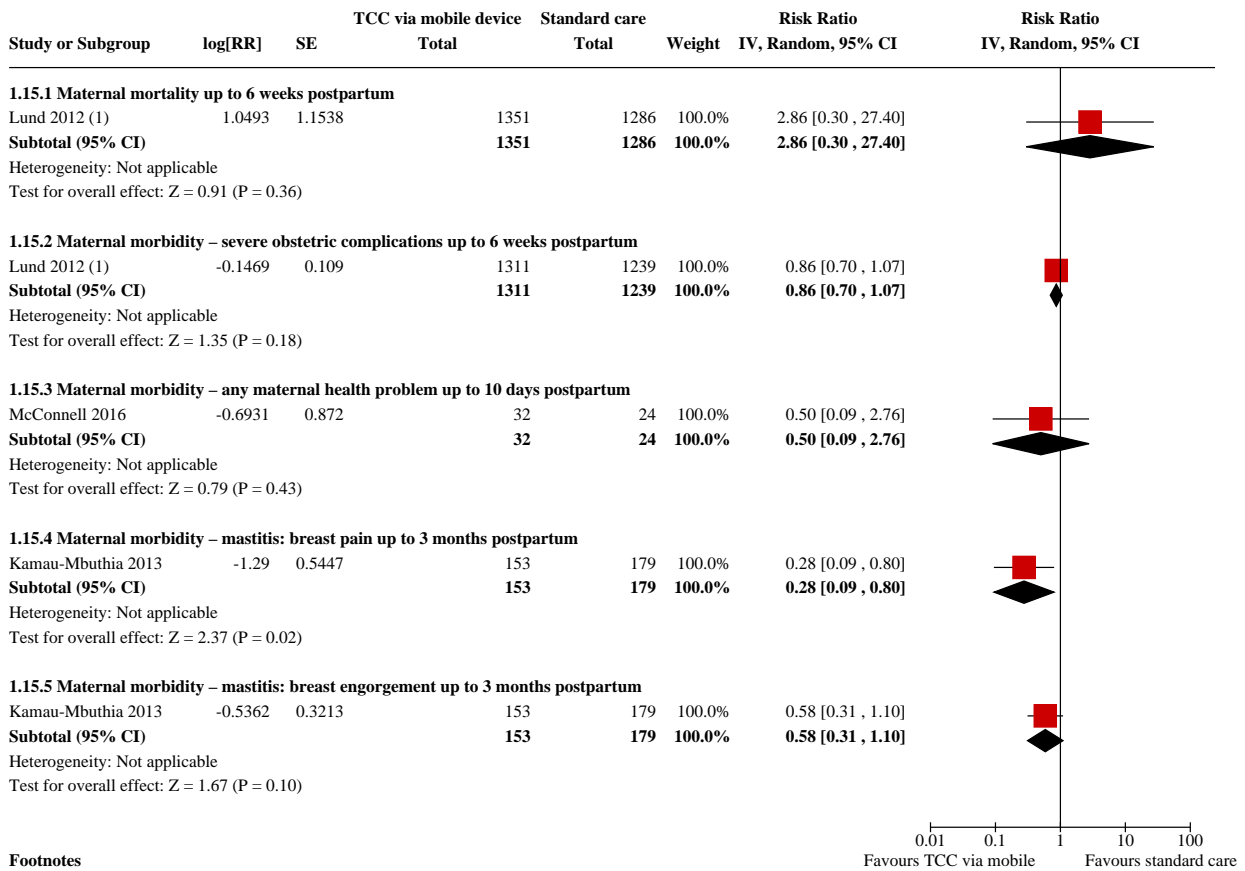 TCC via mobile device Standard care Risk Ratio Risk Ratio
Study or Subgroup log[RR] SE Total Total Weight IV, Random, 95% CI IV, Random, 95% CI
1.15.1 Maternal mortality up to 6 weeks postpartum
Lund 2012 (1) 1.0493 1.1538 1351 1286 100.0% 2.86 [0.30 , 27.40]
Subtotal (95% CI) 1351 1286 100.0% 2.86 [0.30 , 27.40]
Heterogeneity: Not applicable
Test for overall effect: Z = 0.91 (P = 0.36)
1.15.2 Maternal morbidity – severe obstetric complications up to 6 weeks postpartum
Lund 2012 (1) -0.1469 0.109 1311 1239 100.0% 0.86 [0.70 , 1.07]
Subtotal (95% CI) 1311 1239 100.0% 0.86 [0.70 , 1.07]
Heterogeneity: Not applicable
Test for overall effect: Z = 1.35 (P = 0.18)
1.15.3 Maternal morbidity – any maternal health problem up to 10 days postpartum
McConnell 2016 -0.6931 0.872 32 24 100.0% 0.50 [0.09 , 2.76]
Subtotal (95% CI) 32 24 100.0% 0.50 [0.09 , 2.76]
Heterogeneity: Not applicable
Test for overall effect: Z = 0.79 (P = 0.43)
1.15.4 Maternal morbidity – mastitis: breast pain up to 3 months postpartum
Kamau-Mbuthia 2013 -1.29 0.5447 153 179 100.0% 0.28 [0.09 , 0.80]
Subtotal (95% CI) 153 179 100.0% 0.28 [0.09 , 0.80]
Heterogeneity: Not applicable
Test for overall effect: Z = 2.37 (P = 0.02)
1.15.5 Maternal morbidity – mastitis: breast engorgement up to 3 months postpartum
Kamau-Mbuthia 2013 -0.5362 0.3213 153 179 100.0% 0.58 [0.31 , 1.10]
Subtotal (95% CI) 153 179 100.0% 0.58 [0.31 , 1.10]
Heterogeneity: Not applicable
Test for overall effect: Z = 1.67 (P = 0.10)
0.01 0.1 1 10 100
Footnotes Favours TCC via mobile Favours standard care